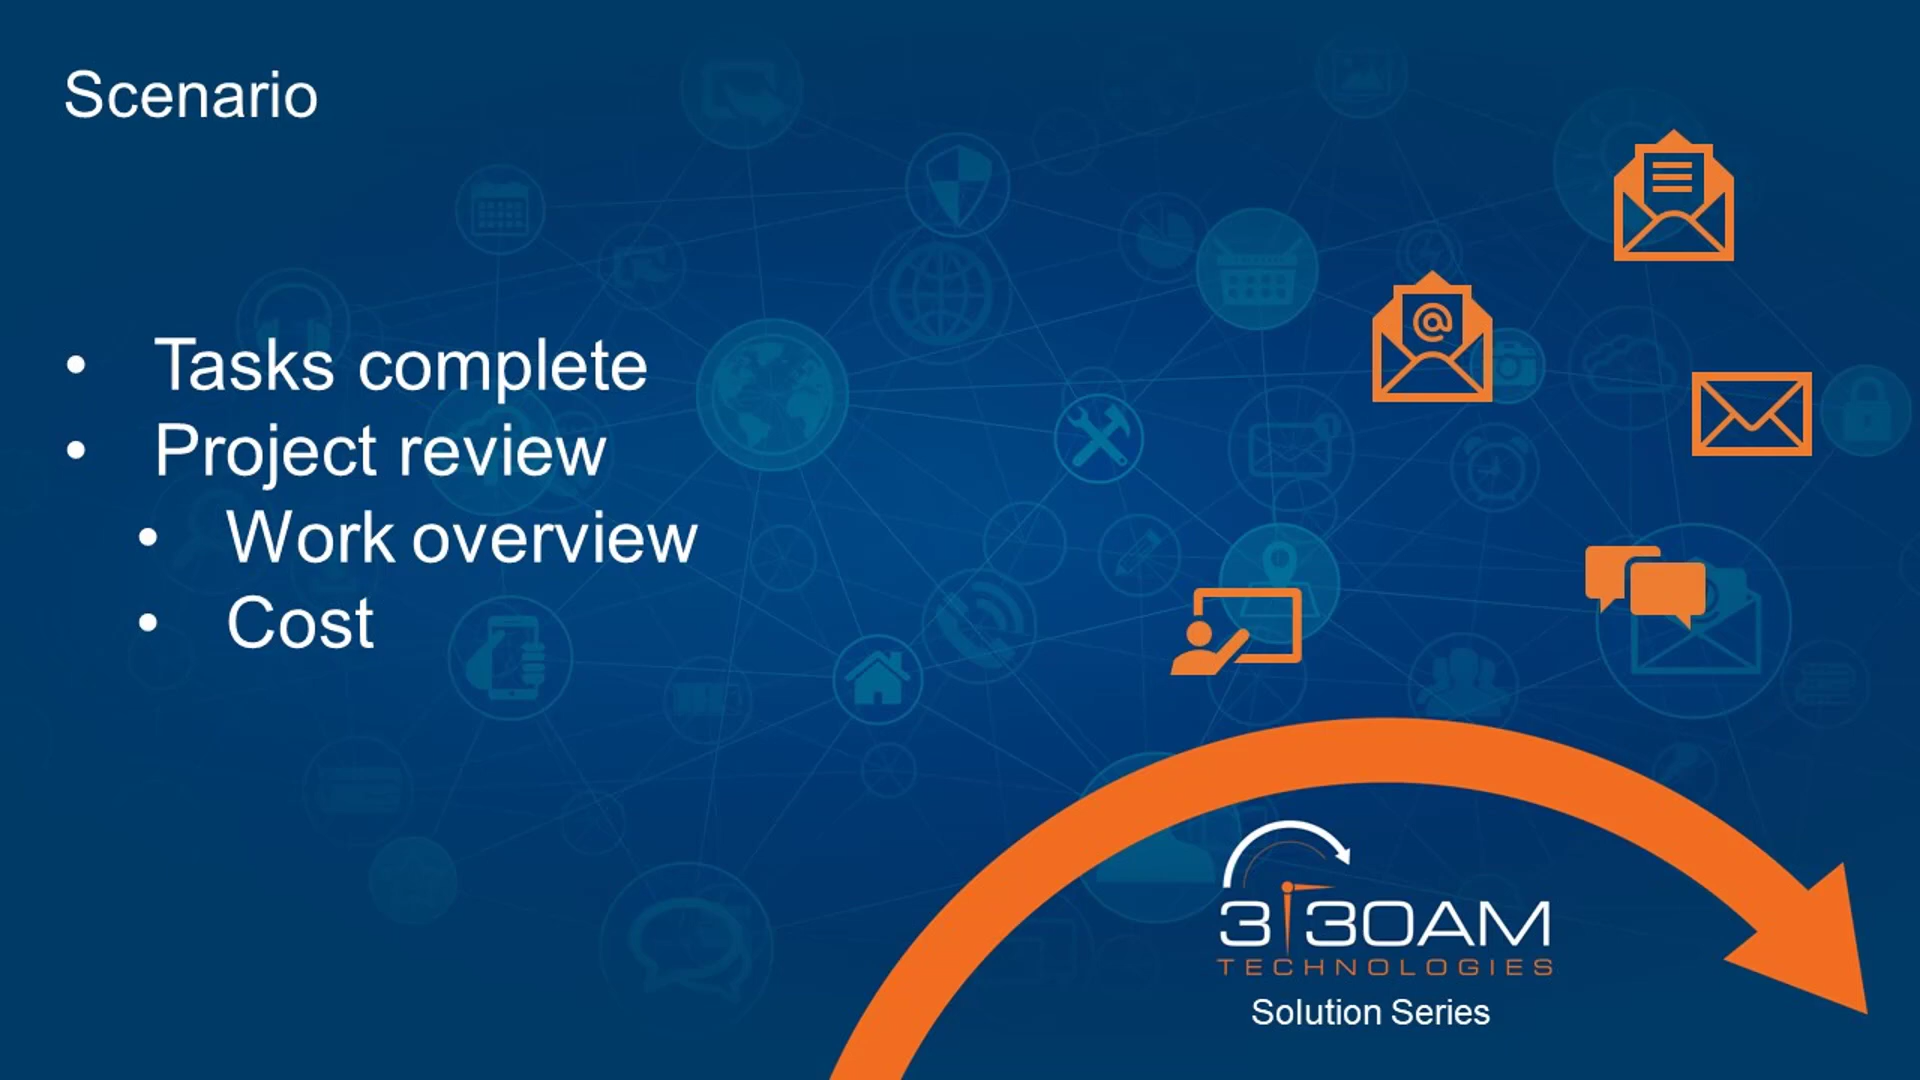 Scenario
• Tasks complete
• Project review
• Work overview
• Cost
@
3:30AM
TECHNOLOGIES
Solution Series